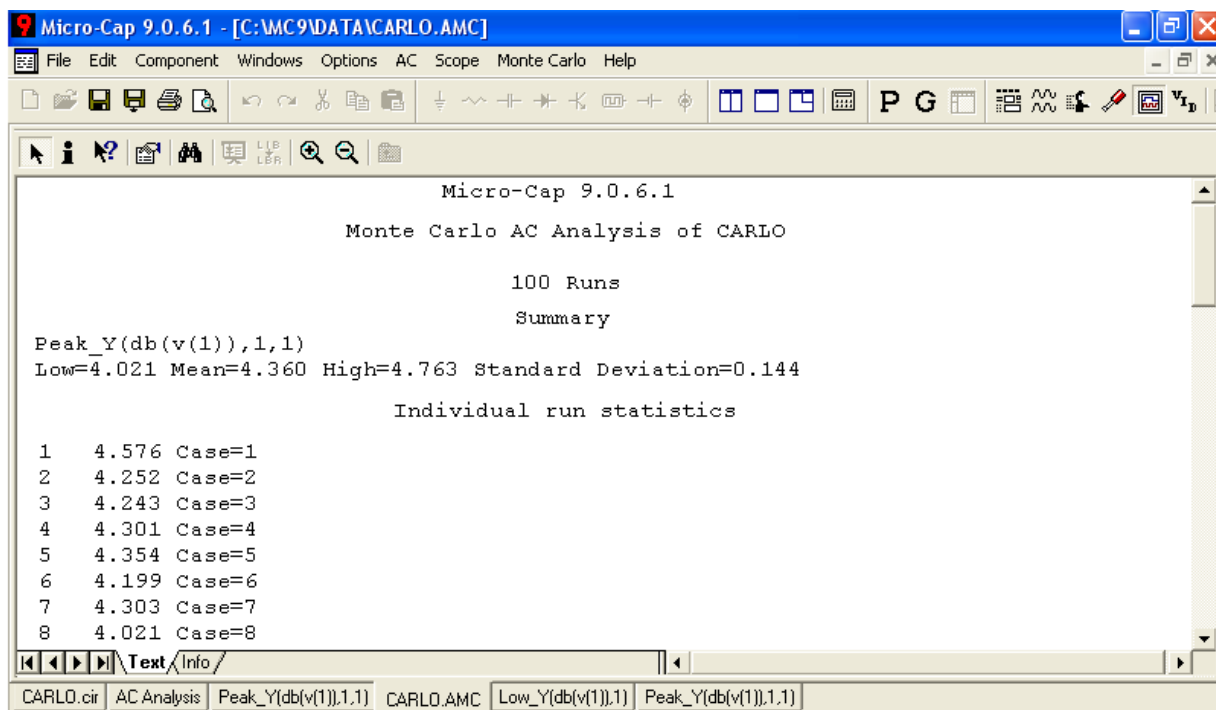 Micro-Cap 9.0.6.1 - [C:\MC9\DATA\CARLO.AMC]
File Edit Component Windows Options AC Scope Monte Carlo Help
P G
LIB
LBR
Micro-Cap 9.0.6.1
Monte Carlo AC Analysis of CARLO
100 Runs
Summary
Peak_Y(db(v(1)),1,1)
Low=4.021 Mean=4.360 High=4.763 Standard Deviation=0.144
Individual run statistics
1 4.576 Case=1
2 4.252 Case=2
3 4.243 Case=3
4 4.301 Case=4
5 4.354 Case=5
6 4.199 Case=6
7 4.303 Case=7
8 4.021 Case=8
Text Info
CARLO.cir AC Analysis Peak_Y(db(v(1)),1,1) CARLO.AMC Low_Y(db(v(1)),1) Peak_Y(db(v(1)),1,1)